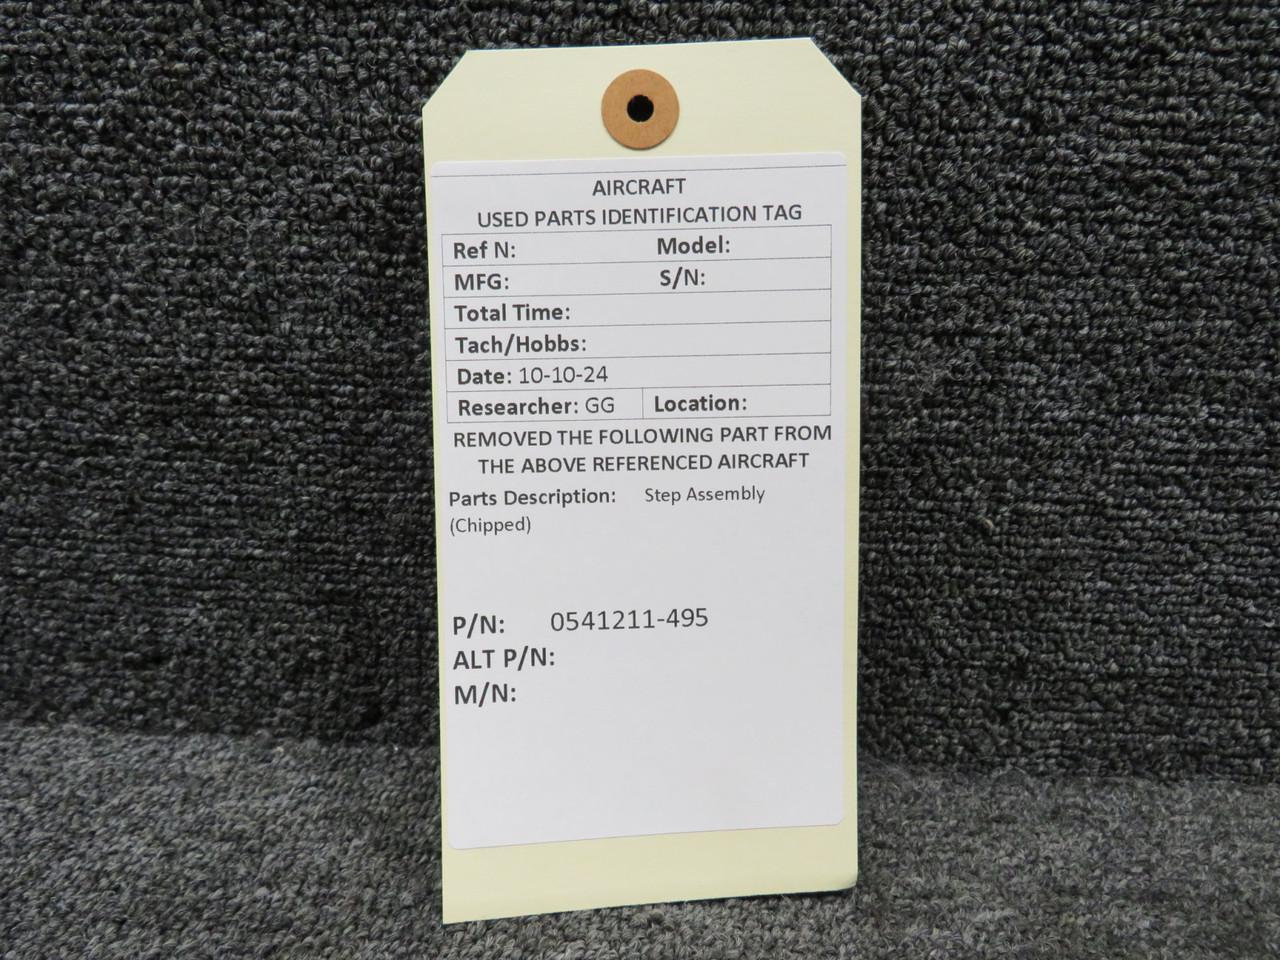 AIRCRAFT
USED PARTS IDENTIFICATION TAG
Ref N: Model:
MFG: S/N:
Total Time:
Tach/Hobbs:
Date: 10-10-24
Researcher: GG Location:
REMOVED THE FOLLOWING PART FROM
THE ABOVE REFERENCED AIRCRAFT
Parts Description: Step Assembly
(Chipped)
P/N: 0541211-495
ALT P/N:
M/N: